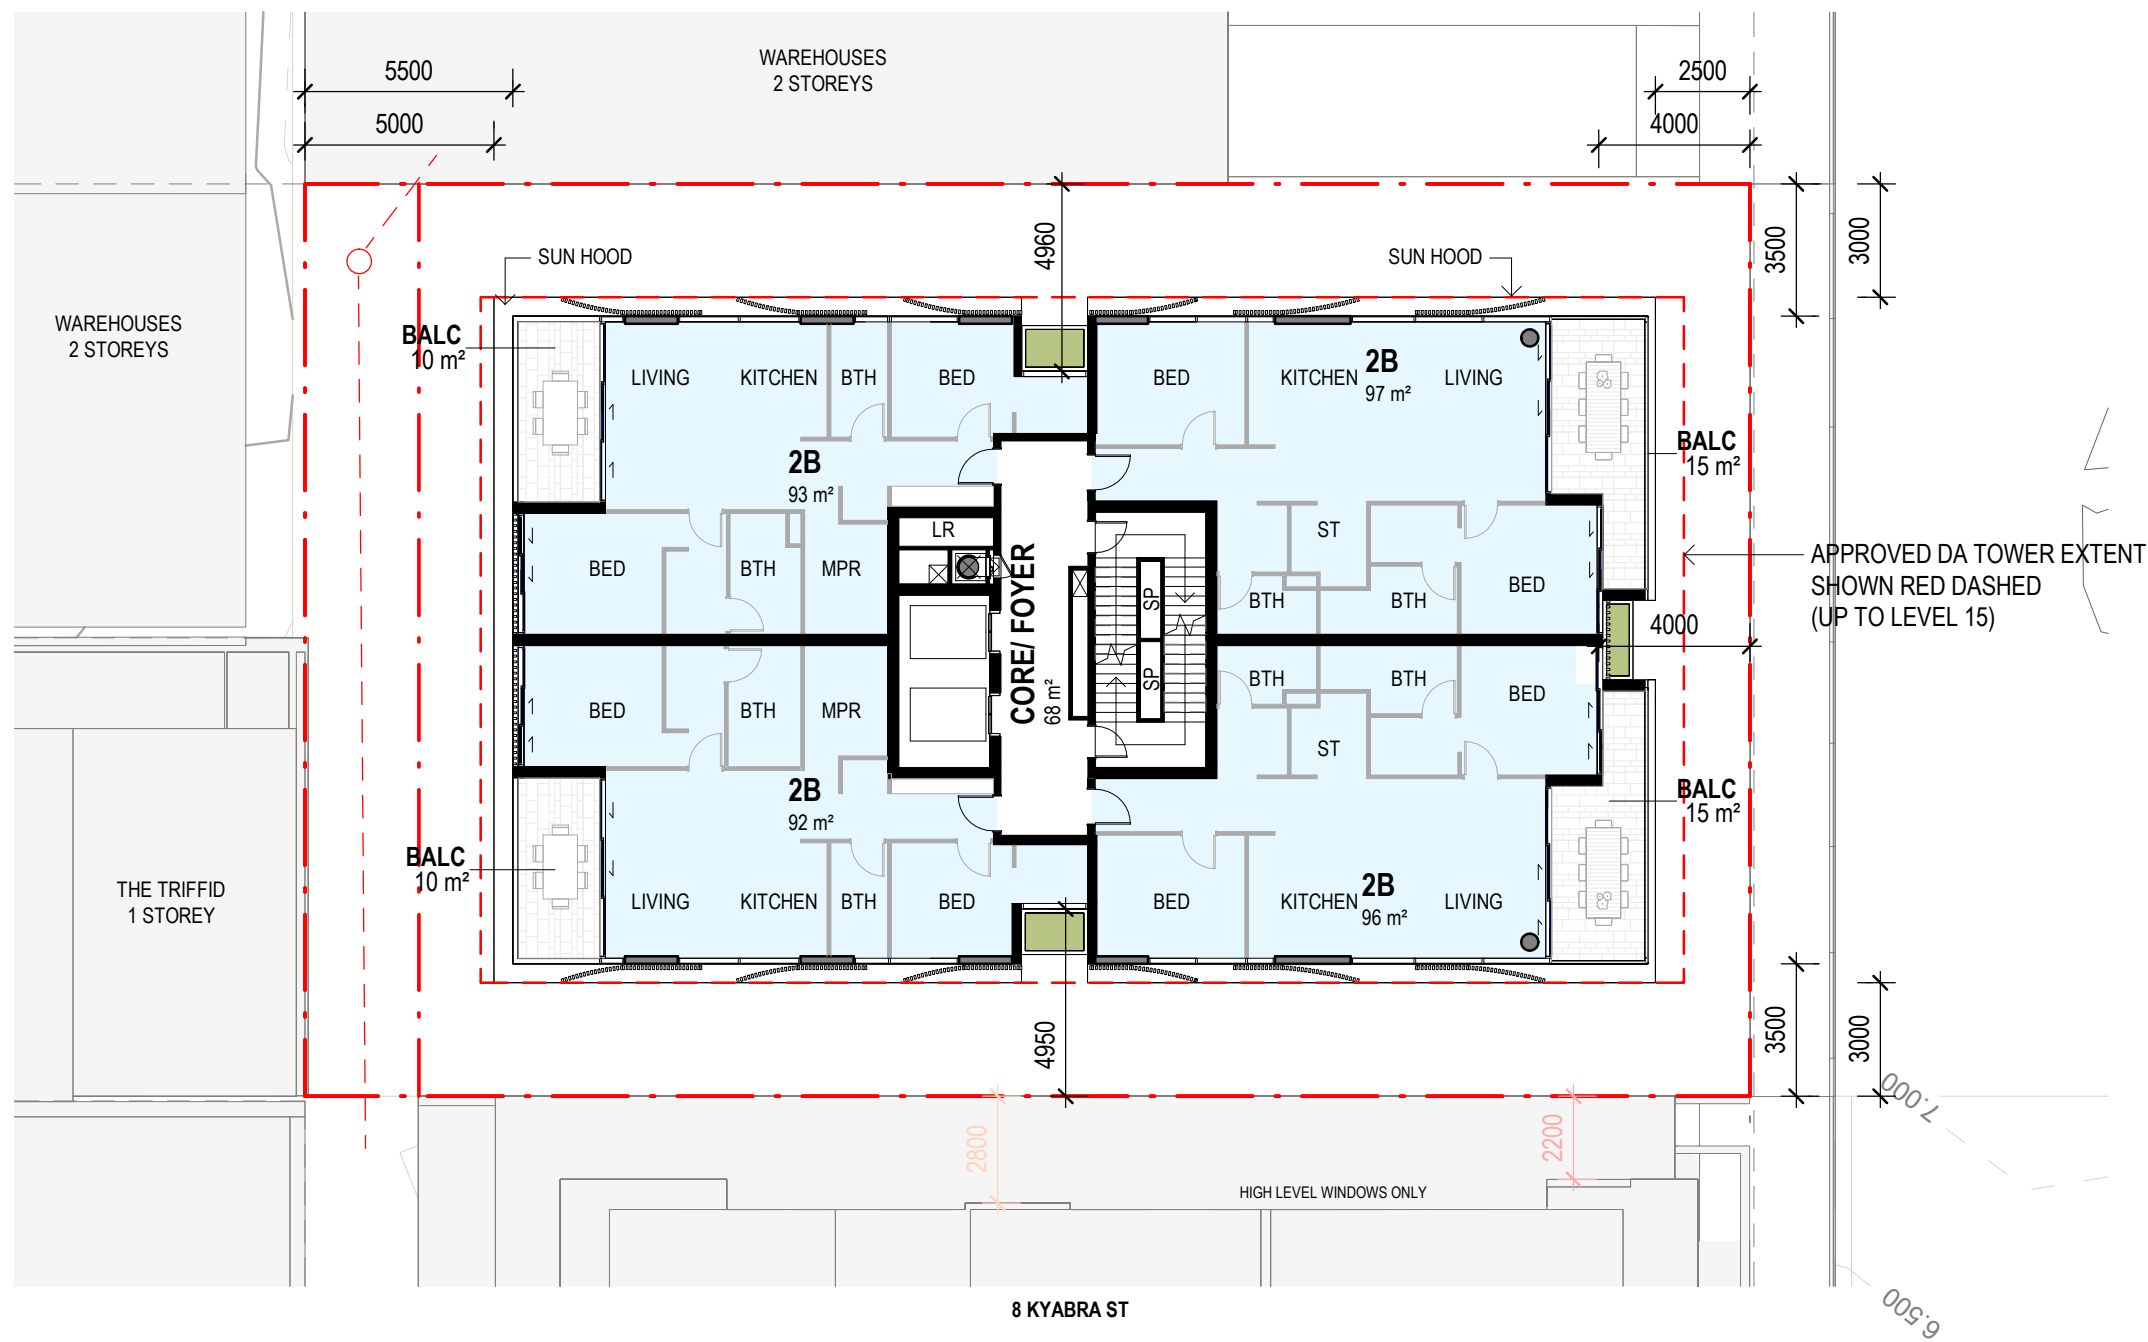 WAREHOUSES
2 STOREYS
5500
2500
5000
4000
4960
3500
3000
SUN HOOD
SUN HOOD
WAREHOUSES
2 STOREYS
BALC
10 m²
LIVING
KITCHEN
BTH
BED
BED
KITCHEN
2B
97 m²
LIVING
BALC
15 m²
2B
93 m²
LR
ST
BED
BTH
MPR
CORE/ FOYER
68 m²
SP
SP
BTH
BTH
BED
APPROVED DA TOWER EXTENT
SHOWN RED DASHED
(UP TO LEVEL 15)
4000
BED
BTH
MPR
BTH
BTH
BED
ST
2B
92 m²
BALC
15 m²
BALC
10 m²
LIVING
KITCHEN
BTH
BED
BED
KITCHEN
2B
96 m²
LIVING
THE TRIFFID
1 STOREY
4950
3500
3000
2800
2200
7.000
HIGH LEVEL WINDOWS ONLY
8 KYABRA ST
6.500